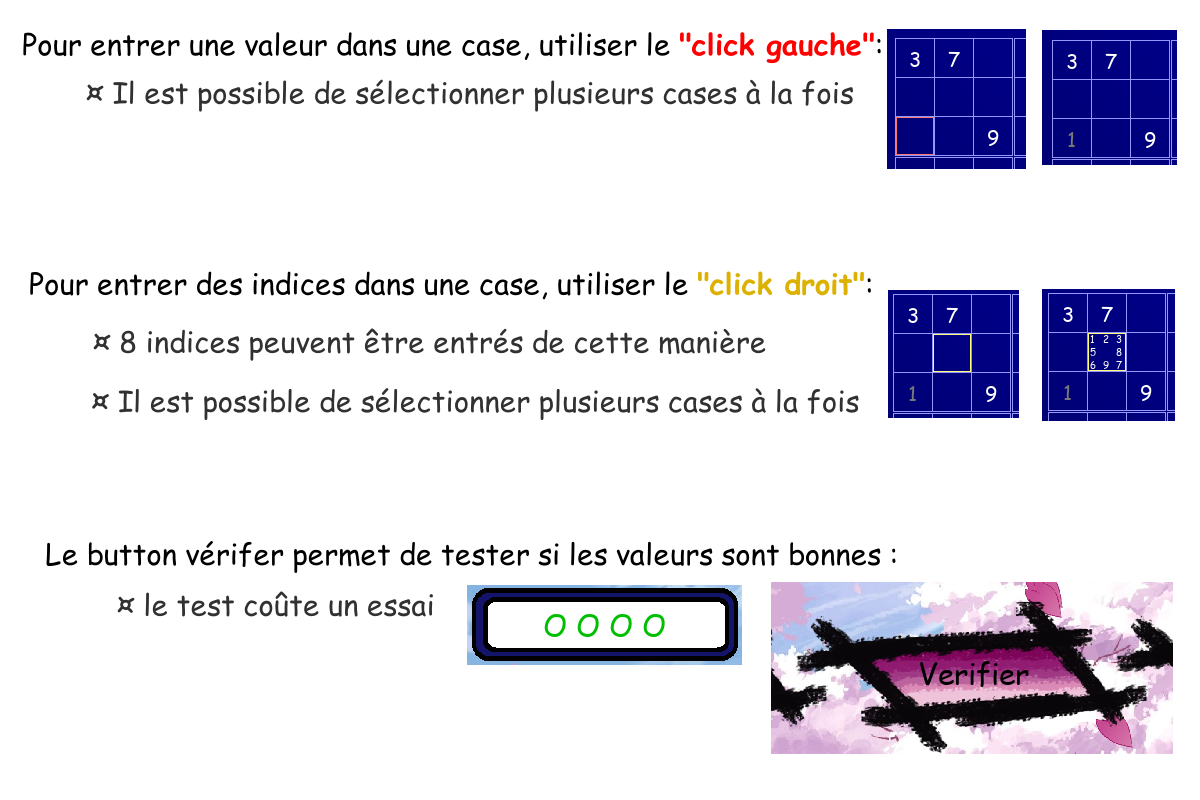 Pour entrer une valeur dans une case, utiliser le "click gauche":
¤ Il est possible de sélectionner plusieurs cases à la fois
3 7
9
3 7
1 9
Pour entrer des indices dans une case, utiliser le "click droit":
¤ 8 indices peuvent être entrés de cette manière
¤ Il est possible de sélectionner plusieurs cases à la fois
3 7
1 9
3 7
1 2 3
5 8
6 9 7
1 9
Le button vérifer permet de tester si les valeurs sont bonnes :
¤ le test coûte un essai
O O O O
Verifier